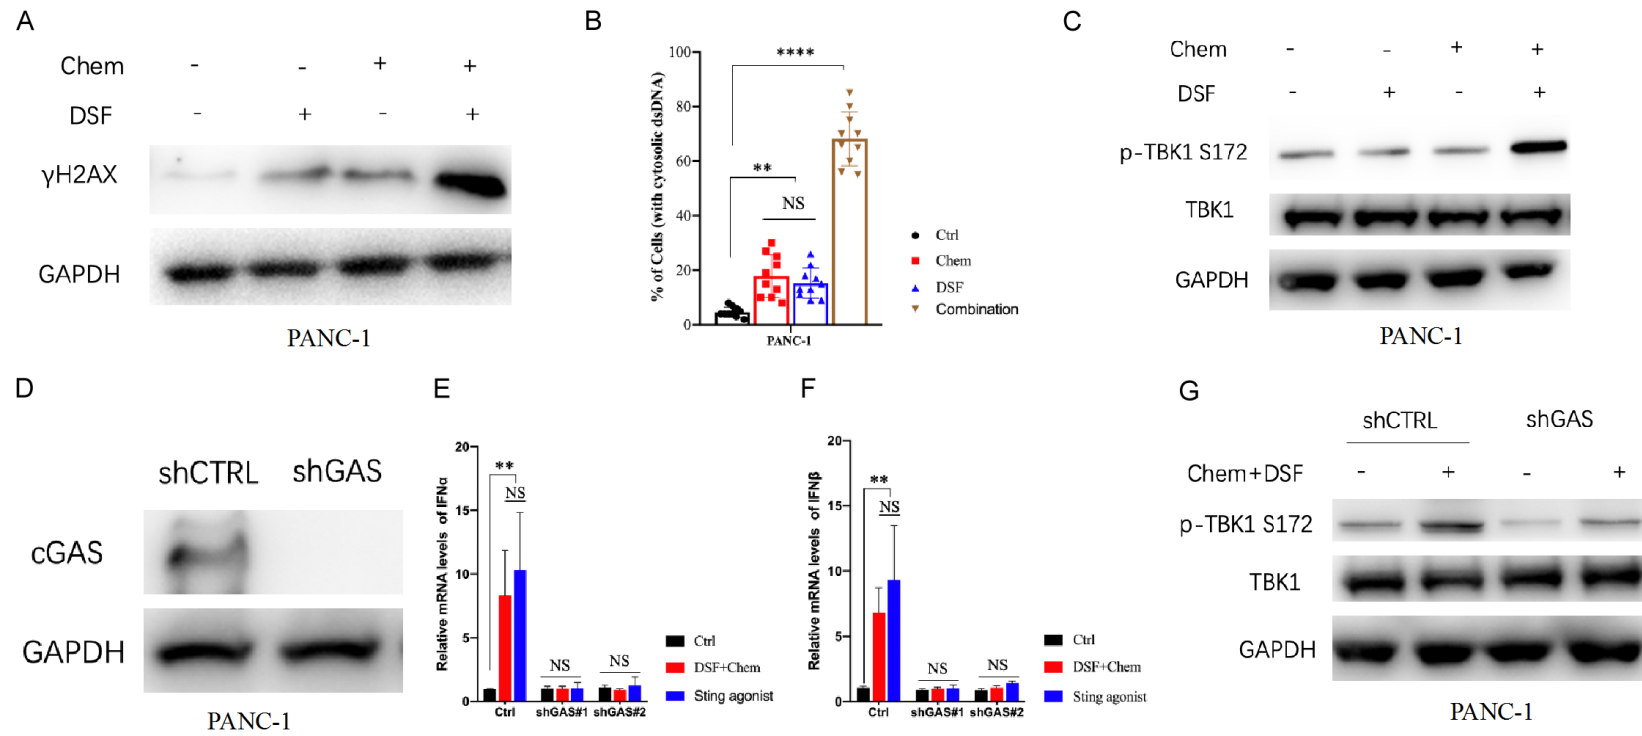 A
Chem - - + +
DSF - + - +
γH2AX
GAPDH
PANC-1
B
% of Cells (with cytosolic dsDNA)
100
80
60
40
20
0
****
**
NS
PANC-1
Ctrl
Chem
DSF
Combination
C
Chem - - + +
DSF - + - +
p-TBK1 S172
TBK1
GAPDH
PANC-1
D
shCTRL shGAS
cGAS
GAPDH
PANC-1
E
Relative mRNA levels of IFNα
20
15
10
5
0
**
NS
NS
NS
Ctrl shGAS#1 shGAS#2
Ctrl
DSF+Chem
Sting agonist
F
Relative mRNA levels of IFNβ
20
15
10
5
0
**
NS
NS
NS
Ctrl shGAS#1 shGAS#2
Ctrl
DSF+Chem
Sting agonist
G
shCTRL shGAS
Chem+DSF - + - +
p-TBK1 S172
TBK1
GAPDH
PANC-1